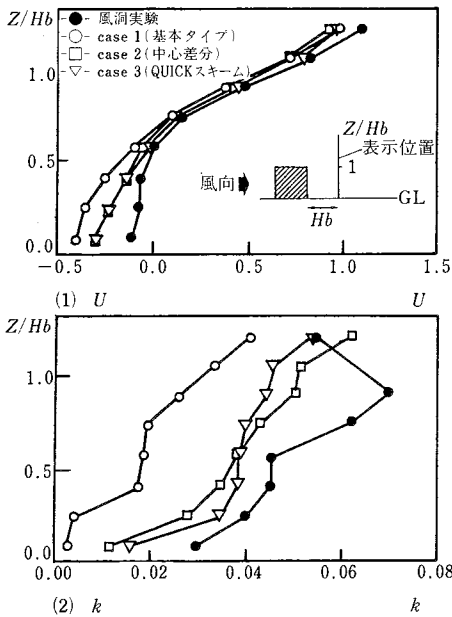 Z/Hb
風洞実験
case 1(基本タイプ)
case 2(中心差分)
case 3(QUICKスキーム)
1.0
0.5
0.0
Z/Hb
表示位置
1
風向
GL
Hb
−0.5 0.0 0.5 1.0 1.5
(1) U U
Z/Hb
1.0
0.5
0.0
0.00 0.02 0.04 0.06 0.08
(2) k k